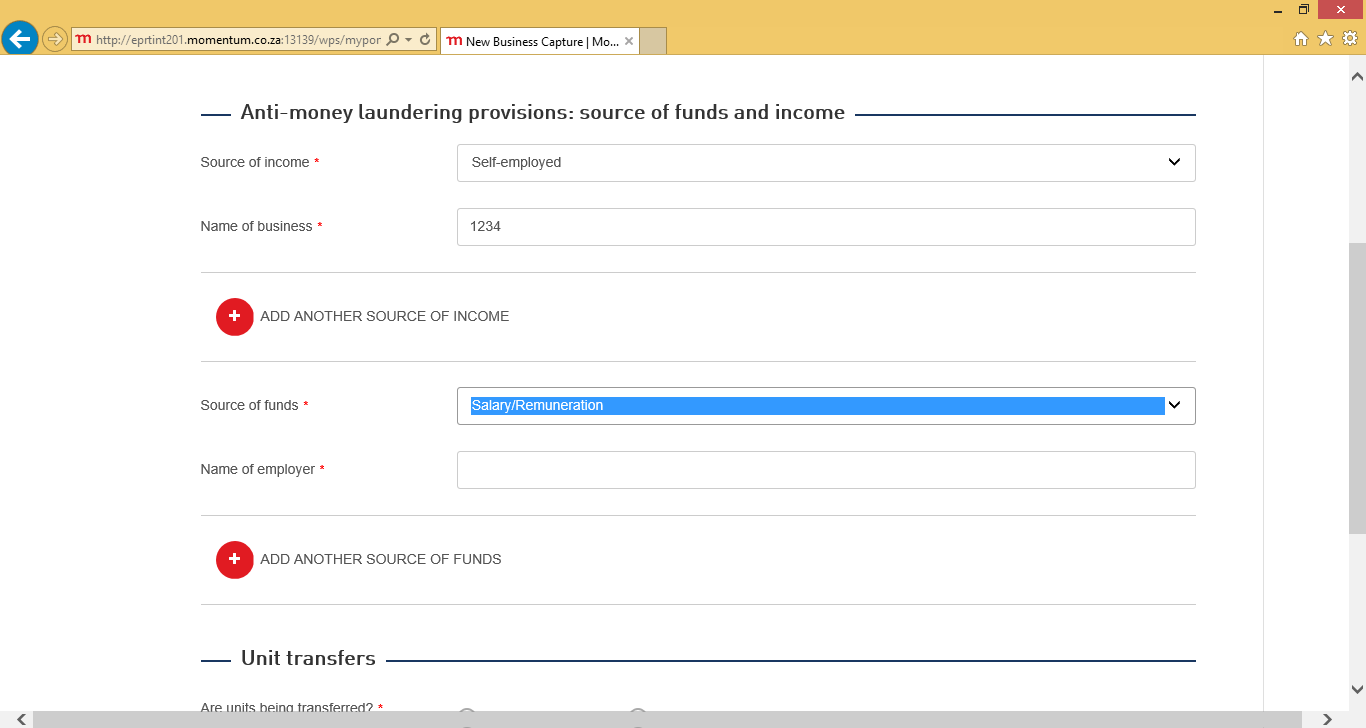 http://eprtint201.momentum.co.za:13139/wps/mypor
New Business Capture | Mo...
Anti-money laundering provisions: source of funds and income
Source of income *
Self-employed
Name of business *
1234
ADD ANOTHER SOURCE OF INCOME
Source of funds *
Salary/Remuneration
Name of employer *
ADD ANOTHER SOURCE OF FUNDS
Unit transfers
Are units being transferred? *